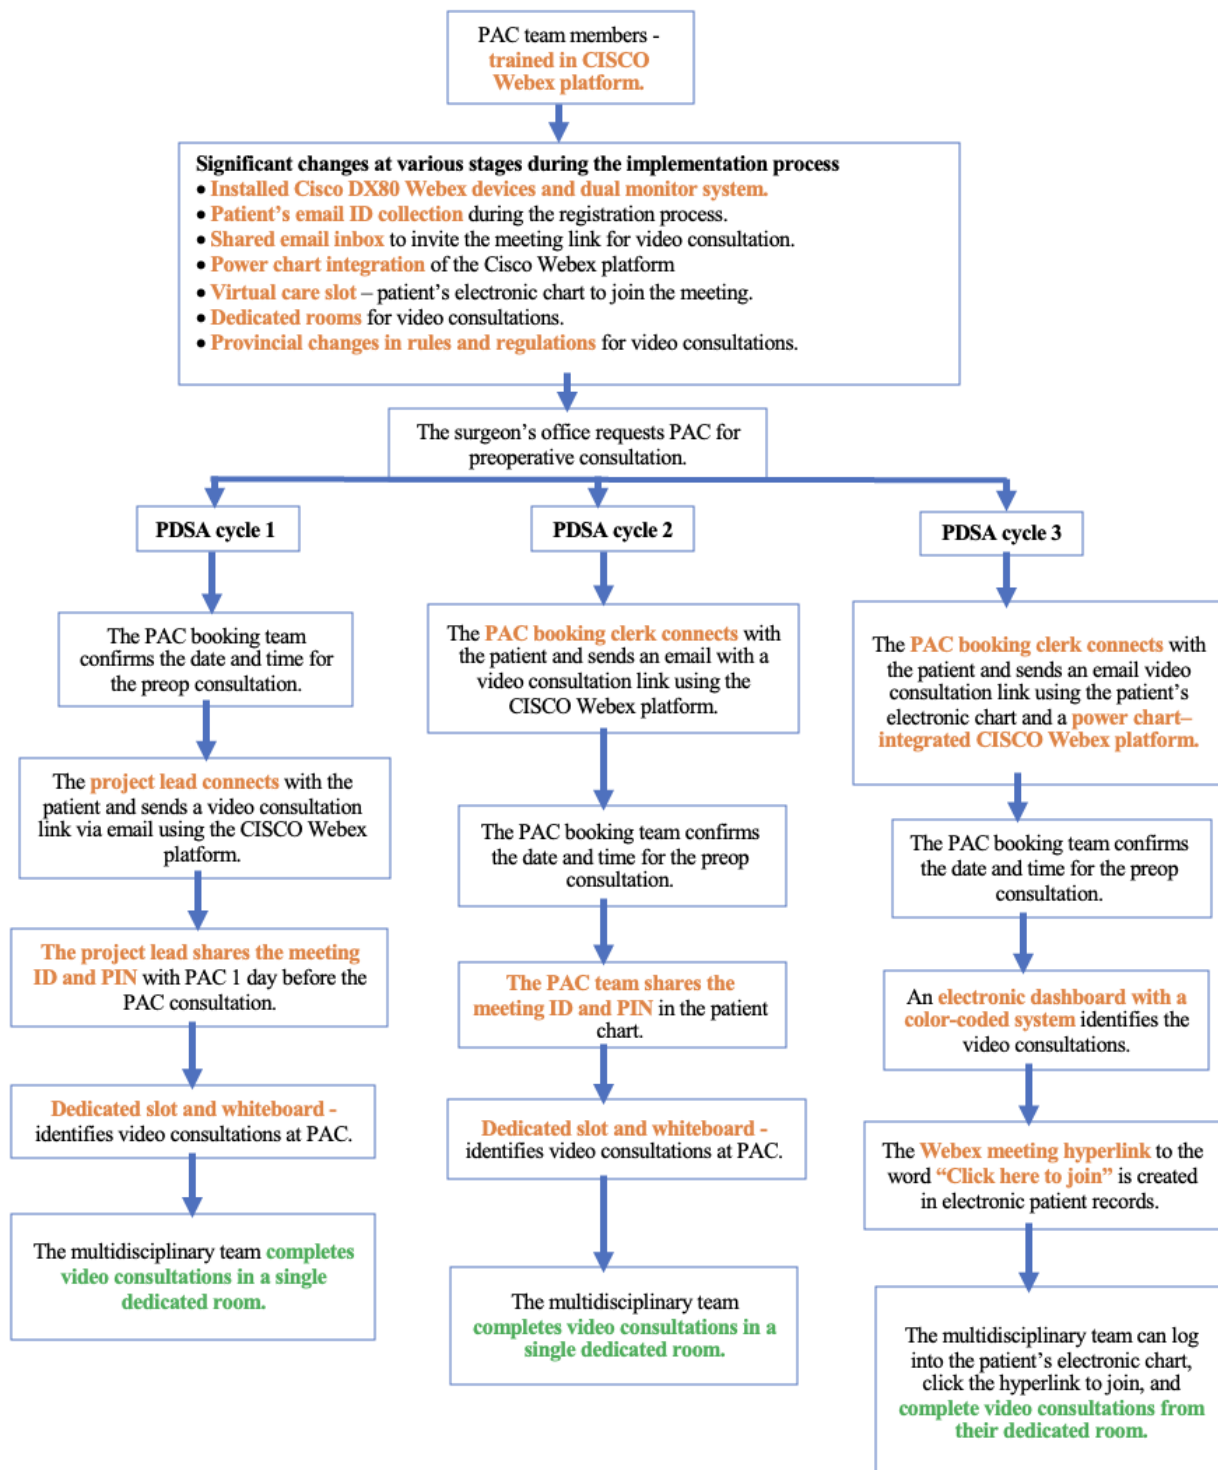 PAC team members -
trained in CISCO
Webex platform.
Significant changes at various stages during the implementation process
• Installed Cisco DX80 Webex devices and dual monitor system.
• Patient’s email ID collection during the registration process.
• Shared email inbox to invite the meeting link for video consultation.
• Power chart integration of the Cisco Webex platform
• Virtual care slot – patient’s electronic chart to join the meeting.
• Dedicated rooms for video consultations.
• Provincial changes in rules and regulations for video consultations.
The surgeon’s office requests PAC for
preoperative consultation.
PDSA cycle 1
The PAC booking team
confirms the date and time for
the preop consultation.
The project lead connects with the
patient and sends a video consultation
link via email using the CISCO Webex
platform.
The project lead shares the meeting
ID and PIN with PAC 1 day before the
PAC consultation.
Dedicated slot and whiteboard -
identifies video consultations at PAC.
The multidisciplinary team completes
video consultations in a single
dedicated room.
PDSA cycle 2
The PAC booking clerk connects with
the patient and sends an email with a
video consultation link using the
CISCO Webex platform.
The PAC booking team confirms
the date and time for the preop
consultation.
The PAC team shares the
meeting ID and PIN in the patient
chart.
Dedicated slot and whiteboard -
identifies video consultations at PAC.
The multidisciplinary team
completes video consultations in a
single dedicated room.
PDSA cycle 3
The PAC booking clerk connects with
the patient and sends an email video
consultation link using the patient’s
electronic chart and a power chart–
integrated CISCO Webex platform.
The PAC booking team confirms
the date and time for the preop
consultation.
An electronic dashboard with a
color-coded system identifies the
video consultations.
The Webex meeting hyperlink to the
word “Click here to join” is created
in electronic patient records.
The multidisciplinary team can log
into the patient’s electronic chart,
click the hyperlink to join, and
complete video consultations from
their dedicated room.